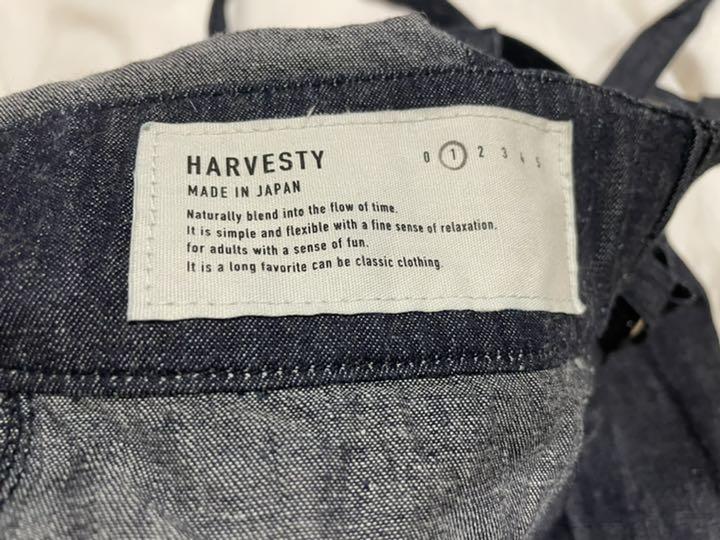 HARVESTY
0 1 2 3 4 5
MADE IN JAPAN
Naturally blend into the flow of time.
It is simple and flexible with a fine sense of relaxation.
for adults with a sense of fun.
It is a long favorite can be classic clothing.